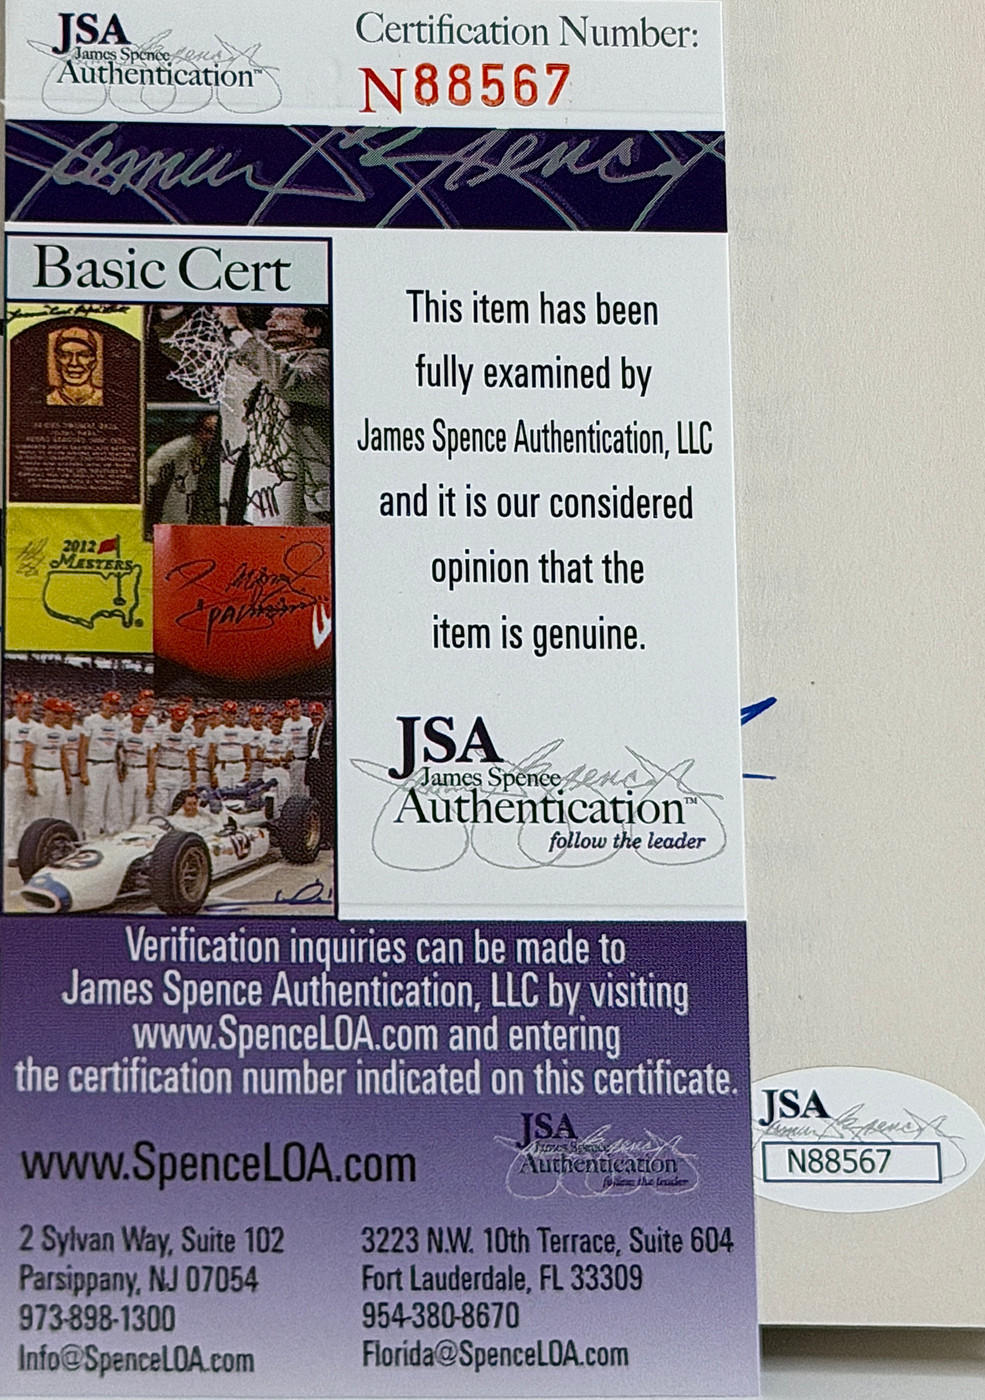 JSA
James Spence
Authentication™
Certification Number:
N88567
James Spence
Basic Cert
This item has been
fully examined by
James Spence Authentication, LLC
and it is our considered
opinion that the
item is genuine.
2012
MASTERS
12
JSA
James Spence
Authentication™
follow the leader
Verification inquiries can be made to
James Spence Authentication, LLC by visiting
www.SpenceLOA.com and entering
the certification number indicated on this certificate.
www.SpenceLOA.com
JSA
James Spence
Authentication
follow the leader
2 Sylvan Way, Suite 102
Parsippany, NJ 07054
973-898-1300
Info@SpenceLOA.com
3223 N.W. 10th Terrace, Suite 604
Fort Lauderdale, FL 33309
954-380-8670
Florida@SpenceLOA.com
JSA
N88567